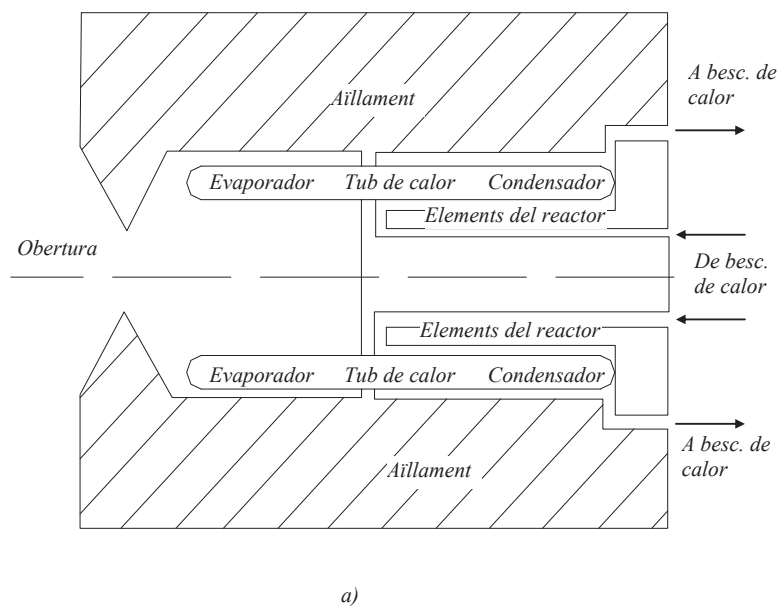 A besc. de
calor
Aïllament
Evaporador Tub de calor Condensador
Elements del reactor
Obertura
De besc.
de calor
Elements del reactor
Evaporador Tub de calor Condensador
A besc. de
calor
Aïllament
a)